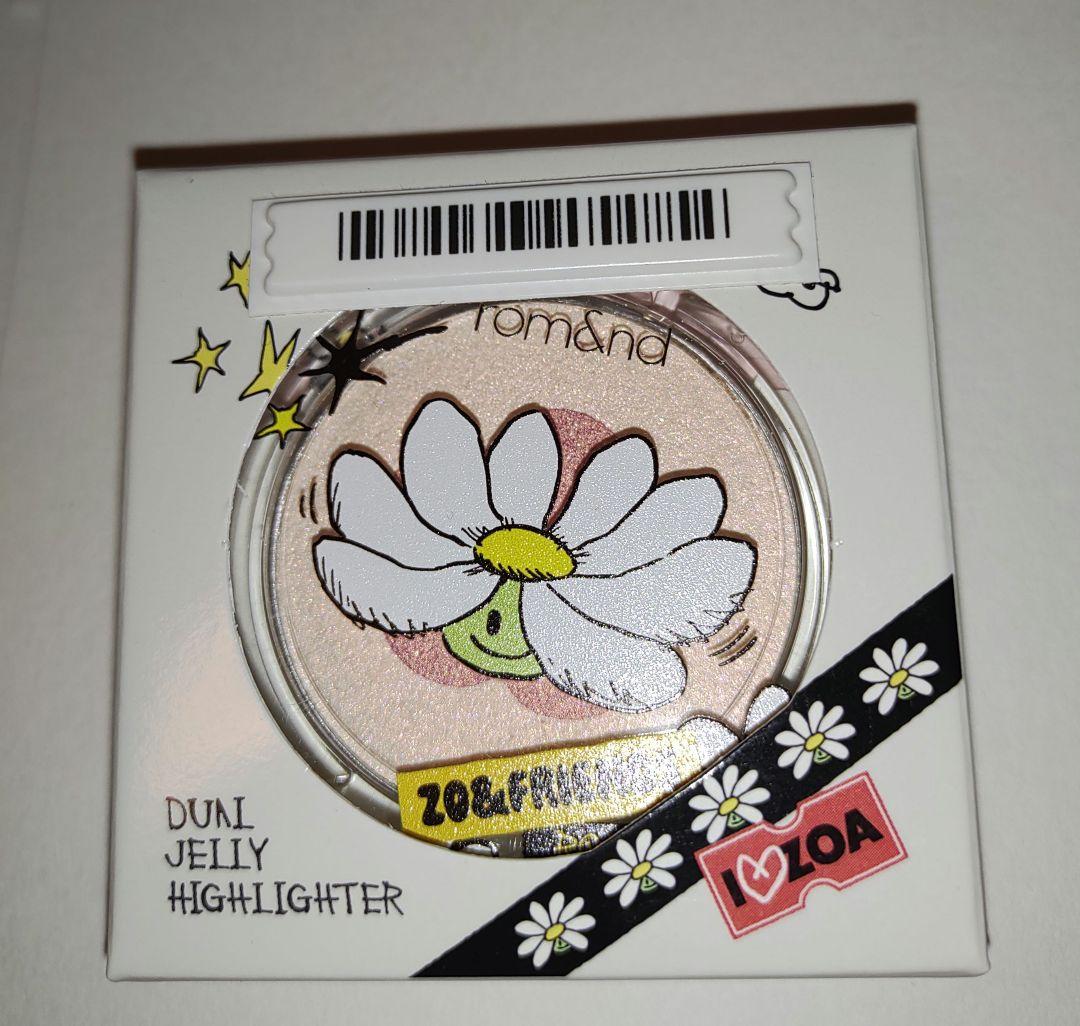 rom&nd
ZO&FRIENDS
DUAL
JELLY
HIGHLIGHTER
I ZOA